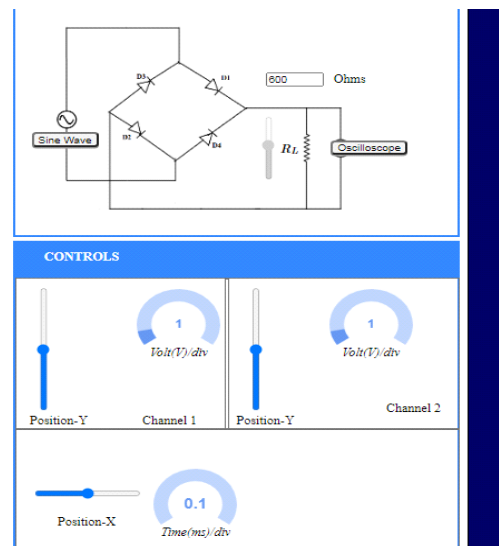 D3
D1
600 Ohms
Sine Wave
D2
D4
RL
Oscilloscope
CONTROLS
1
Volt(V)/div
Position-Y
Channel 1
1
Volt(V)/div
Position-Y
Channel 2
Position-X
0.1
Time(ms)/div